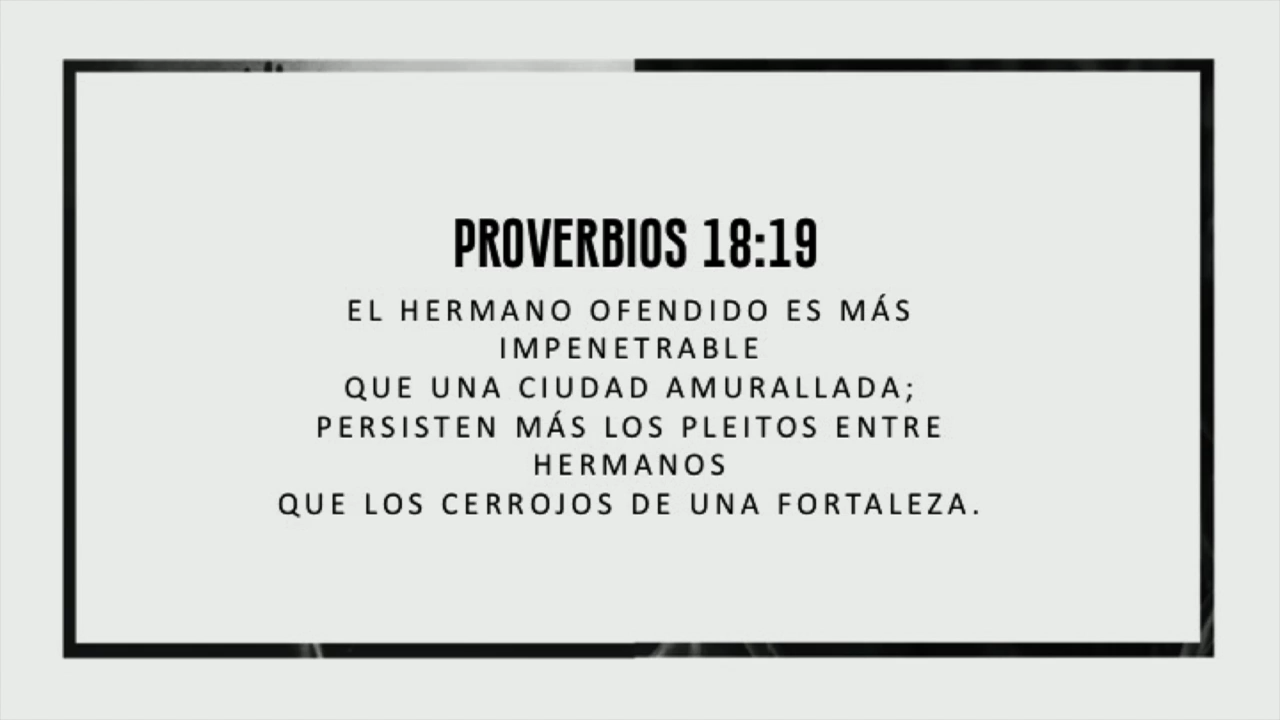 PROVERBIOS 18:19
EL HERMANO OFENDIDO ES MÁS
IMPENETRABLE
QUE UNA CIUDAD AMURALLADA;
PERSISTEN MÁS LOS PLEITOS ENTRE
HERMANOS
QUE LOS CERROJOS DE UNA FORTALEZA.